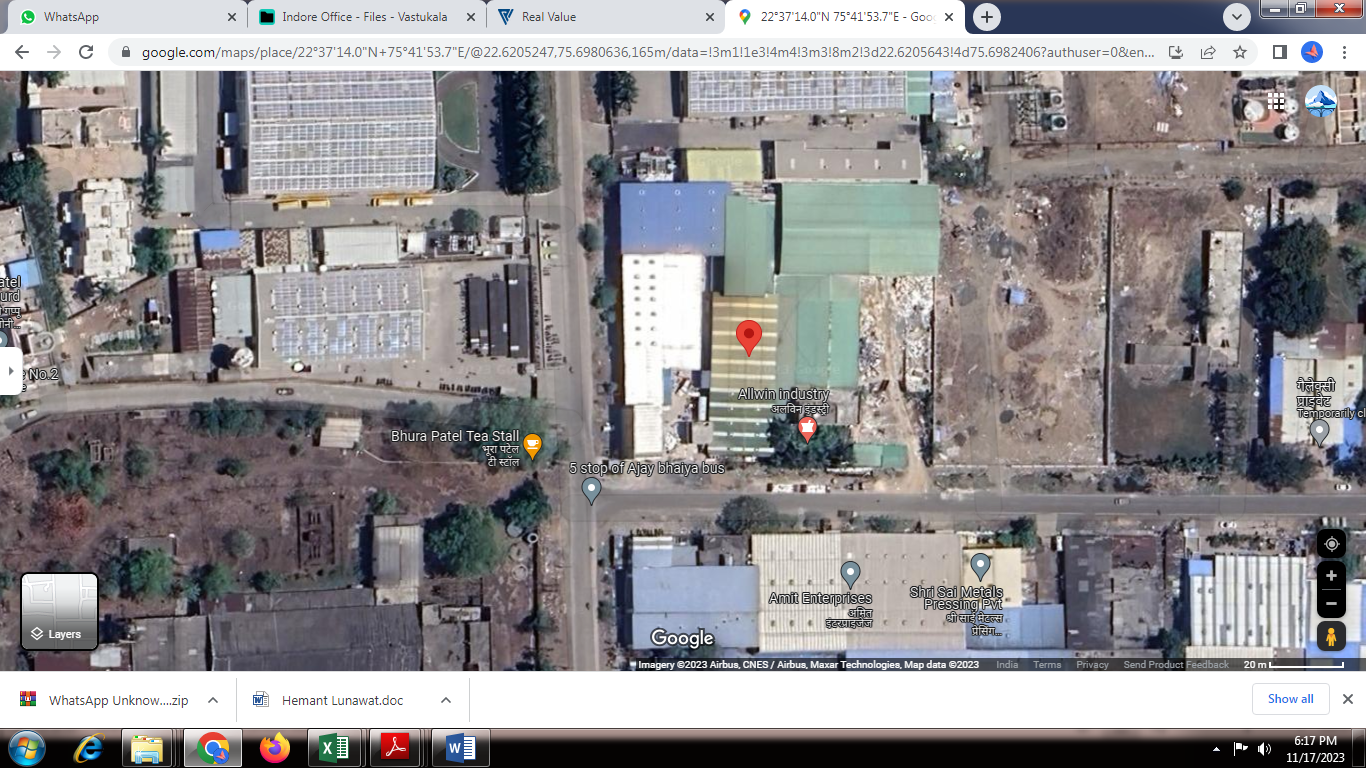 WhatsApp
Indore Office - Files - Vastukala
Real Value
22°37'14.0"N 75°41'53.7"E - Goo
google.com/maps/place/22°37'14.0"N+75°41'53.7"E/@22.6205247,75.6980636,165m/data=!3m1!1e3!4m4!3m3!8m2!3d22.6205643!4d75.6982406?authuser=0&en...
atel
urd
No.2
e
Allwin industry
अलविन इंडस्ट्री
गैलेक्सी
प्राइवेट
Temporarily cl
Bhura Patel Tea Stall
भूरा पटेल
टी स्टॉल
5 stop of Ajay bhaiya bus
Amit Enterprises
अमित
इंटरप्राइजेज
Shri Sai Metals
Pressing Pvt
श्री साई मेटल्स
प्रेसिंग...
Layers
Google
Imagery ©2023 Airbus, CNES / Airbus, Maxar Technologies, Map data ©2023
India
Terms
Privacy
Send Product Feedback
20 m
WhatsApp Unknow....zip
Hemant Lunawat.doc
Show all
6:17 PM
11/17/2023